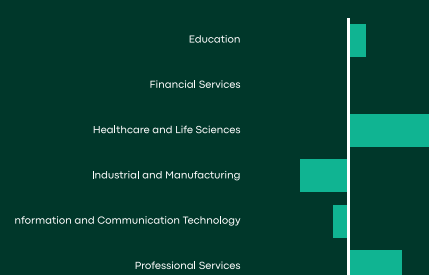 Education
Financial Services
Healthcare and Life Sciences
Industrial and Manufacturing
nformation and Communication Technology
Professional Services